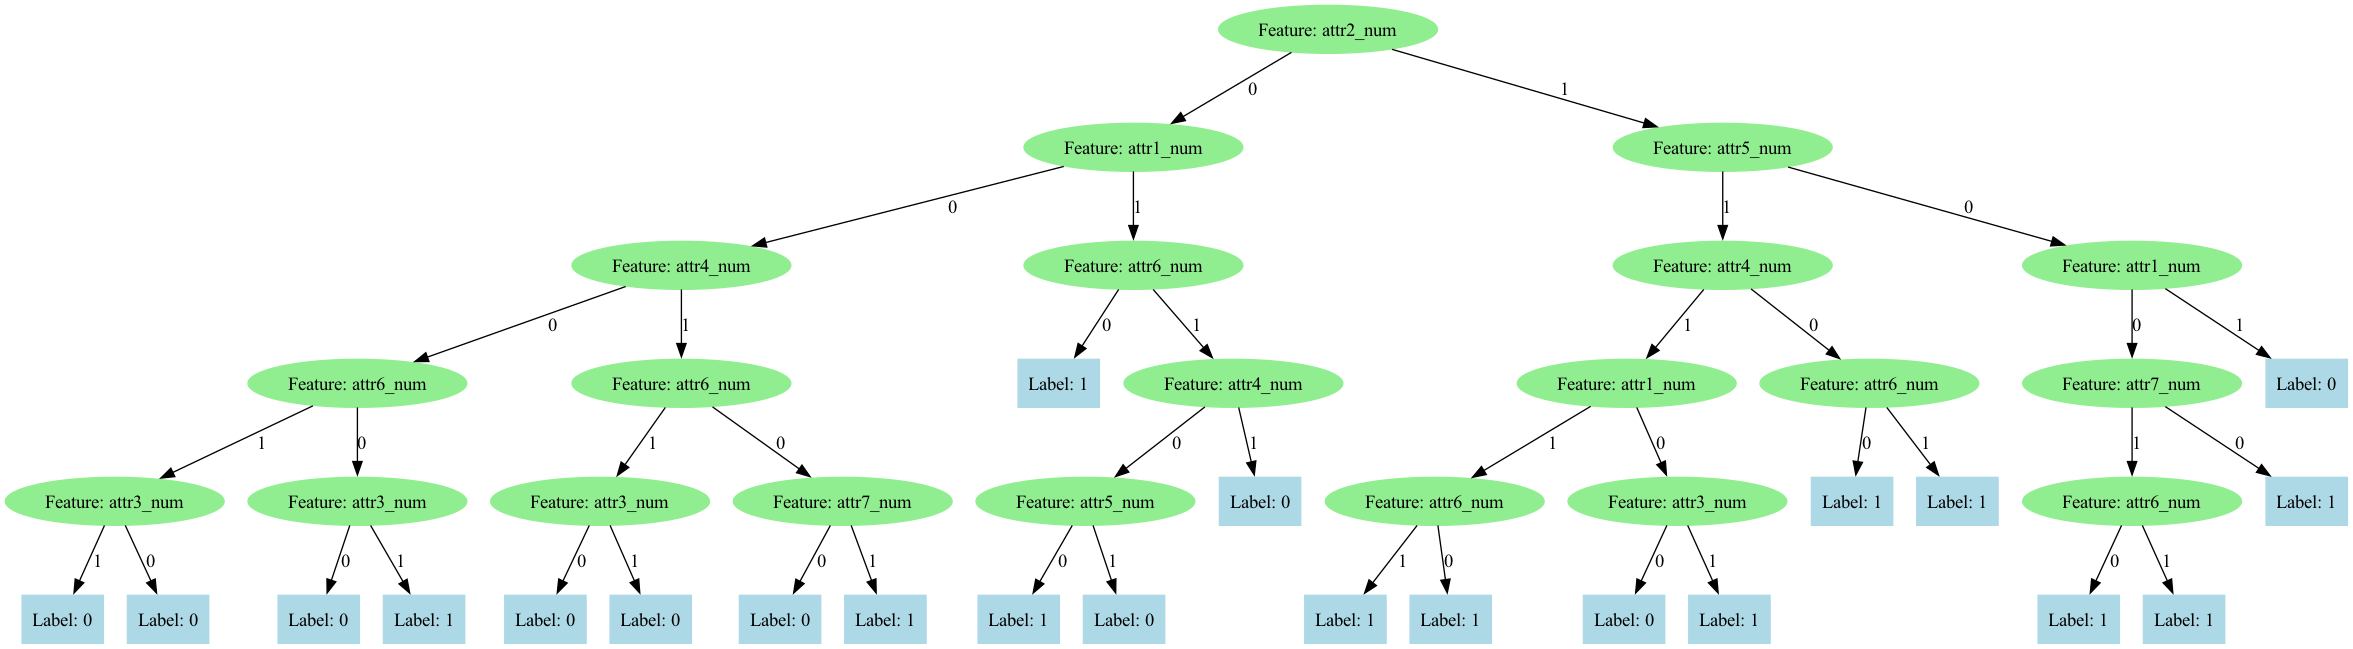 Feature: attr2_num
0
1
Feature: attr1_num
Feature: attr5_num
0
1
1
0
Feature: attr4_num
Feature: attr6_num
Feature: attr4_num
Feature: attr1_num
0
1
0
1
1
0
0
1
Feature: attr6_num
Feature: attr6_num
Label: 1
Feature: attr4_num
Feature: attr1_num
Feature: attr6_num
Feature: attr7_num
Label: 0
1
0
1
0
0
1
1
0
0
1
1
0
Feature: attr3_num
Feature: attr3_num
Feature: attr3_num
Feature: attr7_num
Feature: attr5_num
Label: 0
Feature: attr6_num
Feature: attr3_num
Label: 1
Label: 1
Feature: attr6_num
Label: 1
1
0
0
1
0
1
0
1
0
1
1
0
0
1
0
1
Label: 0
Label: 0
Label: 0
Label: 1
Label: 0
Label: 0
Label: 0
Label: 1
Label: 1
Label: 0
Label: 1
Label: 1
Label: 0
Label: 1
Label: 1
Label: 1